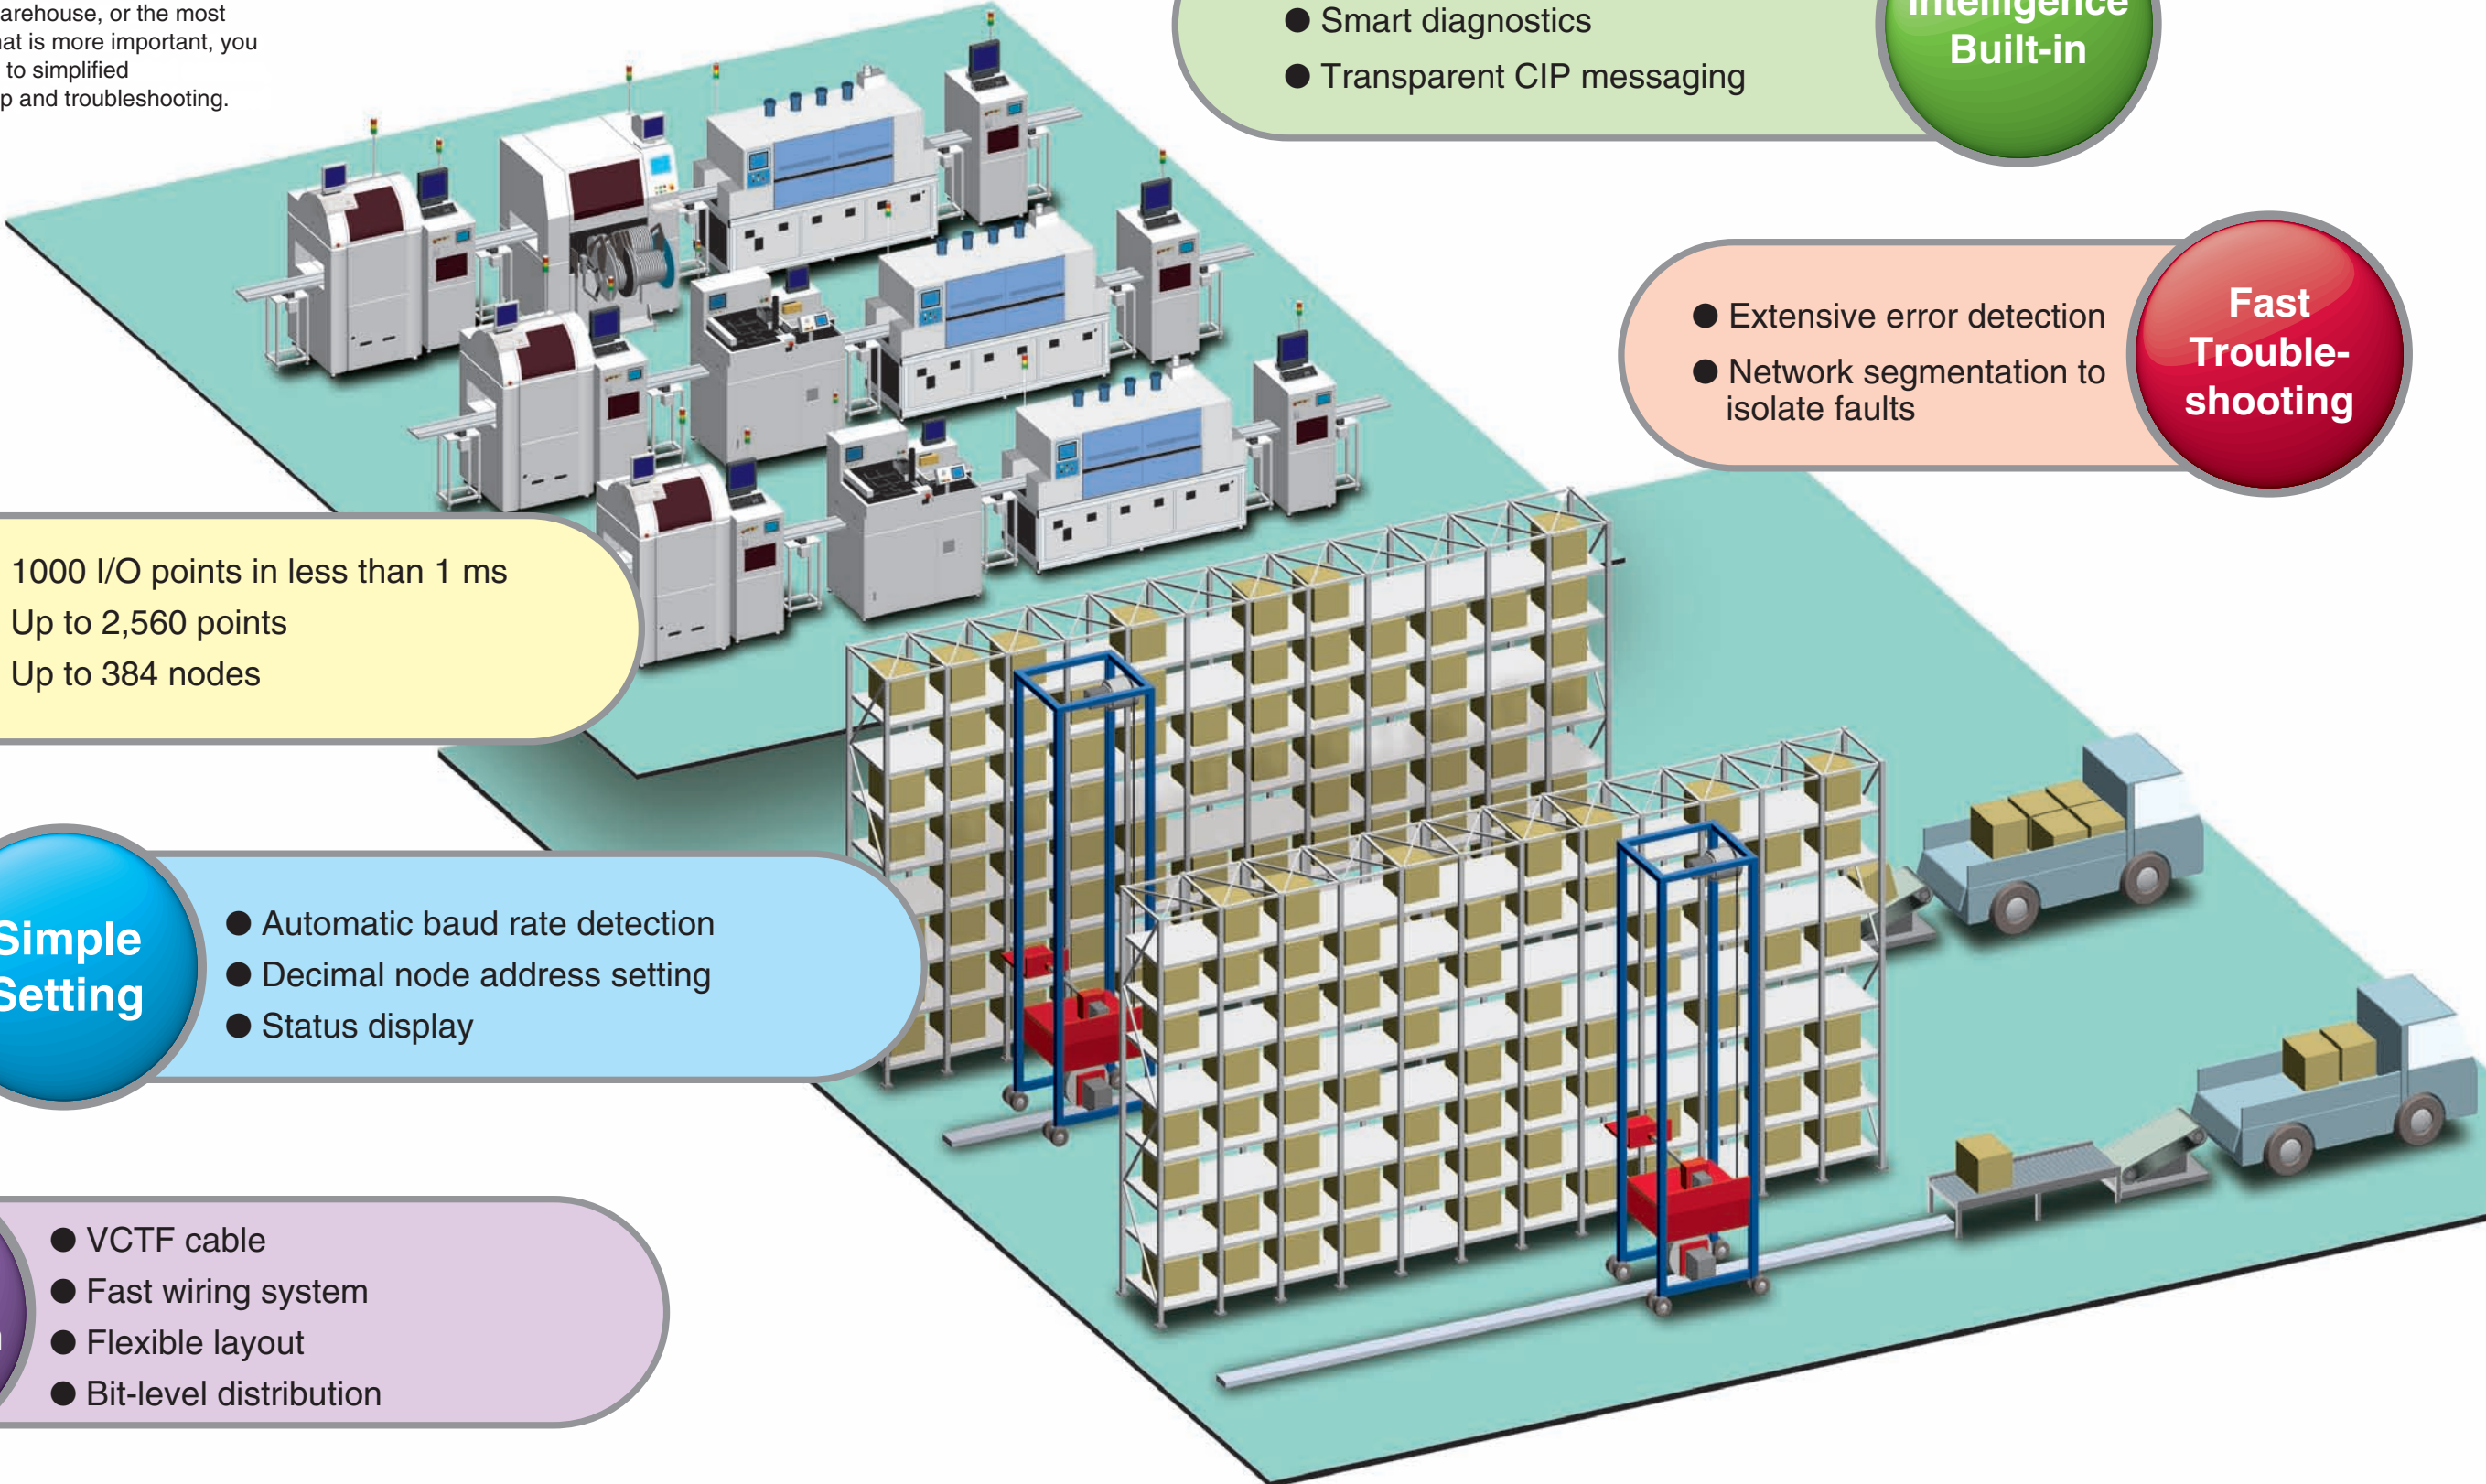 or the most
is more important, you
to simplified
and troubleshooting.
● Smart diagnostics
● Transparent CIP messaging
Intelligence
Built-in
● Extensive error detection
● Network segmentation to
isolate faults
Fast
Trouble-
shooting
1000 I/O points in less than 1 ms
Up to 2,560 points
Up to 384 nodes
Simple
Setting
● Automatic baud rate detection
● Decimal node address setting
● Status display
● VCTF cable
● Fast wiring system
● Flexible layout
● Bit-level distribution